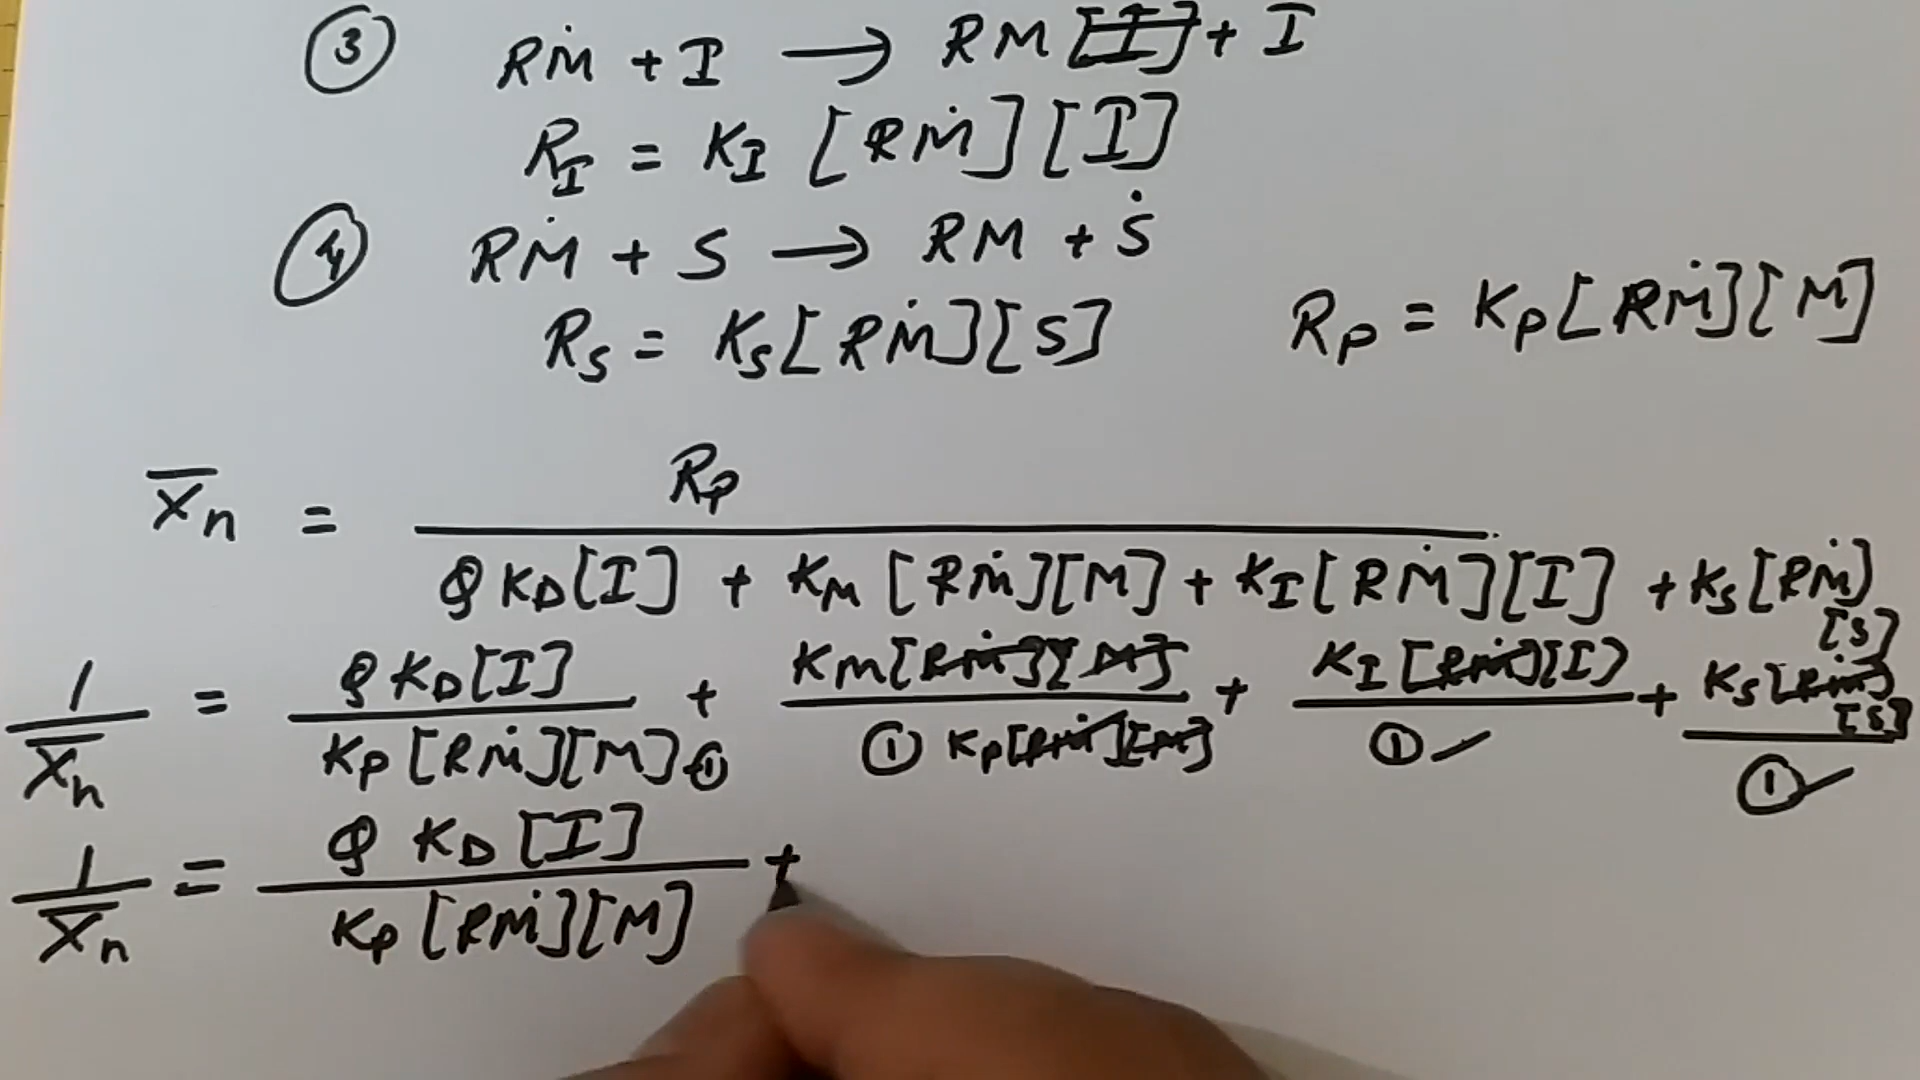 ③ RṀ + I → RM [I] + I
R_I = K_I [RṀ][I]
④ RṀ + S → RM + Ṡ
R_S = K_S[RṀ][S]
R_P = K_P[RṀ][M]
X̅n = R_P / φ K_D[I] + K_M [RṀ][M] + K_I[RṀ][I] + K_S[RṀ][S]
1/X̅n = φ K_D[I] / K_P[RṀ][M] ① + K_M[RṀ][M] / ① K_P[RṀ][M] + K_I[RṀ][I] / ① ✓ + K_S[RṀ][S] / ① ✓
1/X̅n = φ K_D [I] / K_P [RṀ][M] +